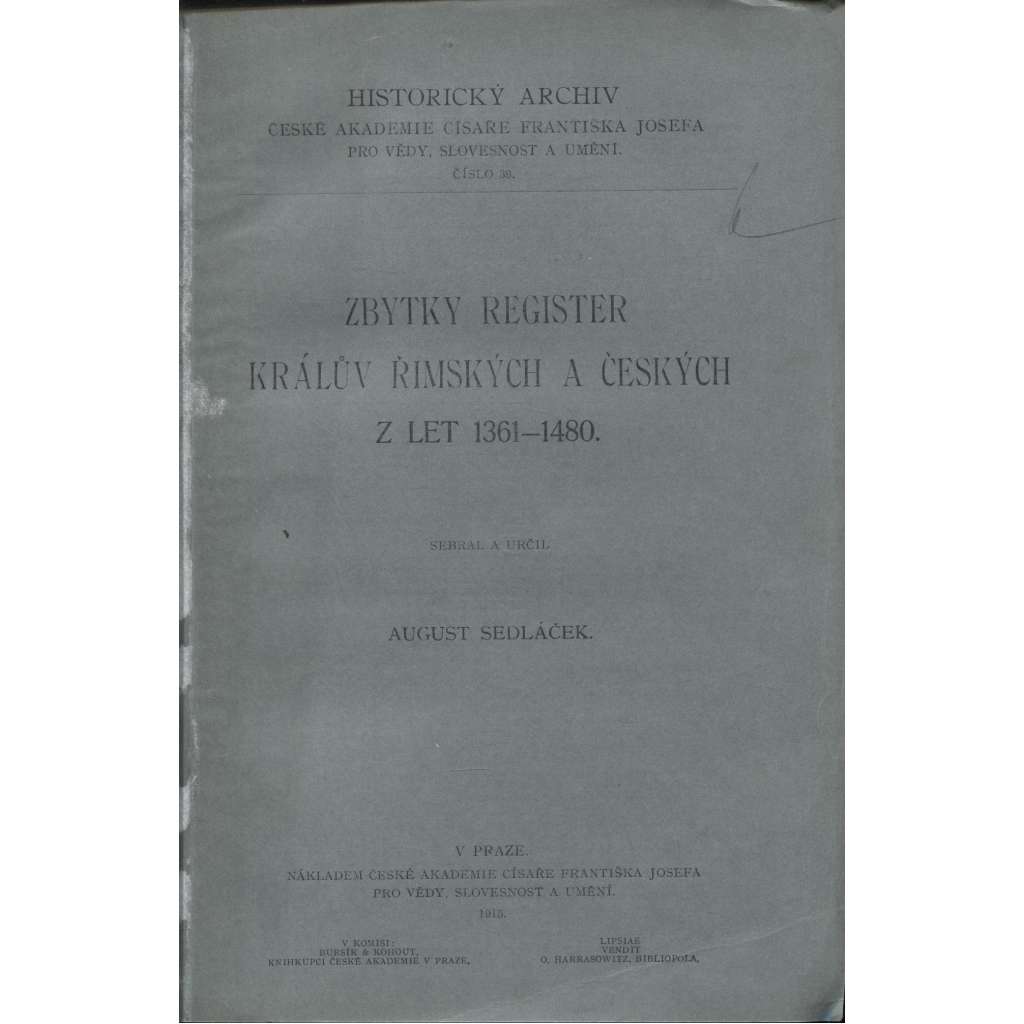 HISTORICKÝ ARCHIV
ČESKÉ AKADEMIE CÍSAŘE FRANTIŠKA JOSEFA
PRO VĚDY, SLOVESNOST A UMĚNÍ.
ČÍSLO 39.
ZBYTKY REGISTER
KRÁLŮV ŘÍMSKÝCH A ČESKÝCH
Z LET 1361—1480.
SEBRAL A URČIL
AUGUST SEDLÁČEK.
V PRAZE.
NÁKLADEM ČESKÉ AKADEMIE CÍSAŘE FRANTIŠKA JOSEFA
PRO VĚDY, SLOVESNOST A UMĚNÍ.
1915.
V KOMISI:
BURSÍK & KOHOUT,
KNIHKUPCI ČESKÉ AKADEMIE V PRAZE,
LIPSIAE
VENDIT
O. HARRASOWITZ, BIBLIOPOLA,